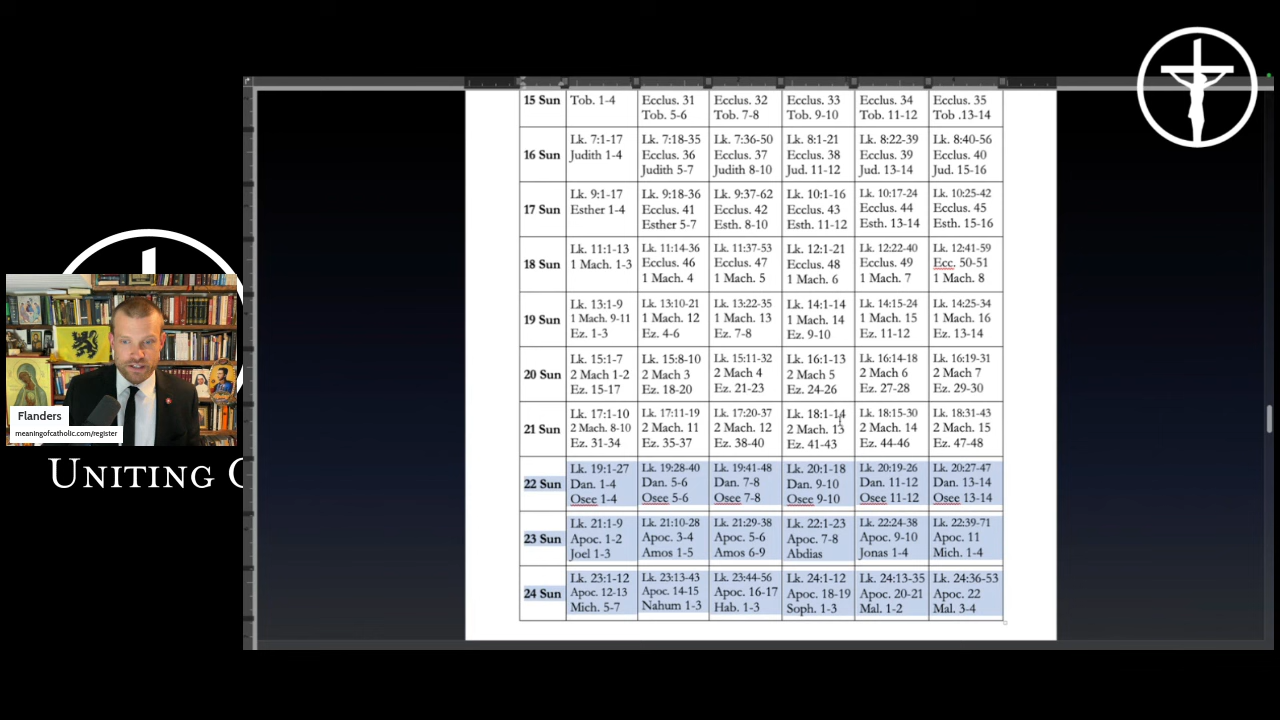 15 Sun
Tob. 1-4
Ecclus. 31
Tob. 5-6
Ecclus. 32
Tob. 7-8
Ecclus. 33
Tob. 9-10
Ecclus. 34
Tob. 11-12
Ecclus. 35
Tob .13-14
16 Sun
Lk. 7:1-17
Judith 1-4
Lk. 7:18-35
Ecclus. 36
Judith 5-7
Lk. 7:36-50
Ecclus. 37
Judith 8-10
Lk. 8:1-21
Ecclus. 38
Jud. 11-12
Lk. 8:22-39
Ecclus. 39
Jud. 13-14
Lk. 8:40-56
Ecclus. 40
Jud. 15-16
17 Sun
Lk. 9:1-17
Esther 1-4
Lk. 9:18-36
Ecclus. 41
Esther 5-7
Lk. 9:37-62
Ecclus. 42
Esth. 8-10
Lk. 10:1-16
Ecclus. 43
Esth. 11-12
Lk. 10:17-24
Ecclus. 44
Esth. 13-14
Lk. 10:25-42
Ecclus. 45
Esth. 15-16
18 Sun
Lk. 11:1-13
1 Mach. 1-3
Lk. 11:14-36
Ecclus. 46
1 Mach. 4
Lk. 11:37-53
Ecclus. 47
1 Mach. 5
Lk. 12:1-21
Ecclus. 48
1 Mach. 6
Lk. 12:22-40
Ecclus. 49
1 Mach. 7
Lk. 12:41-59
Ecc. 50-51
1 Mach. 8
19 Sun
Lk. 13:1-9
1 Mach. 9-11
Ez. 1-3
Lk. 13:10-21
1 Mach. 12
Ez. 4-6
Lk. 13:22-35
1 Mach. 13
Ez. 7-8
Lk. 14:1-14
1 Mach. 14
Ez. 9-10
Lk. 14:15-24
1 Mach. 15
Ez. 11-12
Lk. 14:25-34
1 Mach. 16
Ez. 13-14
20 Sun
Lk. 15:1-7
2 Mach 1-2
Ez. 15-17
Lk. 15:8-10
2 Mach 3
Ez. 18-20
Lk. 15:11-32
2 Mach 4
Ez. 21-23
Lk. 16:1-13
2 Mach 5
Ez. 24-26
Lk. 16:14-18
2 Mach 6
Ez. 27-28
Lk. 16:19-31
2 Mach 7
Ez. 29-30
21 Sun
Lk. 17:1-10
2 Mach. 8-10
Ez. 31-34
Lk. 17:11-19
2 Mach. 11
Ez. 35-37
Lk. 17:20-37
2 Mach. 12
Ez. 38-40
Lk. 18:1-14
2 Mach. 13
Ez. 41-43
Lk. 18:15-30
2 Mach. 14
Ez. 44-46
Lk. 18:31-43
2 Mach. 15
Ez. 47-48
22 Sun
Lk. 19:1-27
Dan. 1-4
Osee 1-4
Lk. 19:28-40
Dan. 5-6
Osee 5-6
Lk. 19:41-48
Dan. 7-8
Osee 7-8
Lk. 20:1-18
Dan. 9-10
Osee 9-10
Lk. 20:19-26
Dan. 11-12
Osee 11-12
Lk. 20:27-47
Dan. 13-14
Osee 13-14
23 Sun
Lk. 21:1-9
Apoc. 1-2
Joel 1-3
Lk. 21:10-28
Apoc. 3-4
Amos 1-5
Lk. 21:29-38
Apoc. 5-6
Amos 6-9
Lk. 22:1-23
Apoc. 7-8
Abdias
Lk. 22:24-38
Apoc. 9-10
Jonas 1-4
Lk. 22:39-71
Apoc. 11
Mich. 1-4
24 Sun
Lk. 23:1-12
Apoc. 12-13
Mich. 5-7
Lk. 23:13-43
Apoc. 14-15
Nahum 1-3
Lk. 23:44-56
Apoc. 16-17
Hab. 1-3
Lk. 24:1-12
Apoc. 18-19
Soph. 1-3
Lk. 24:13-35
Apoc. 20-21
Mal. 1-2
Lk. 24:36-53
Apoc. 22
Mal. 3-4
Flanders
meaningofcatholic.com/register
UNITING C